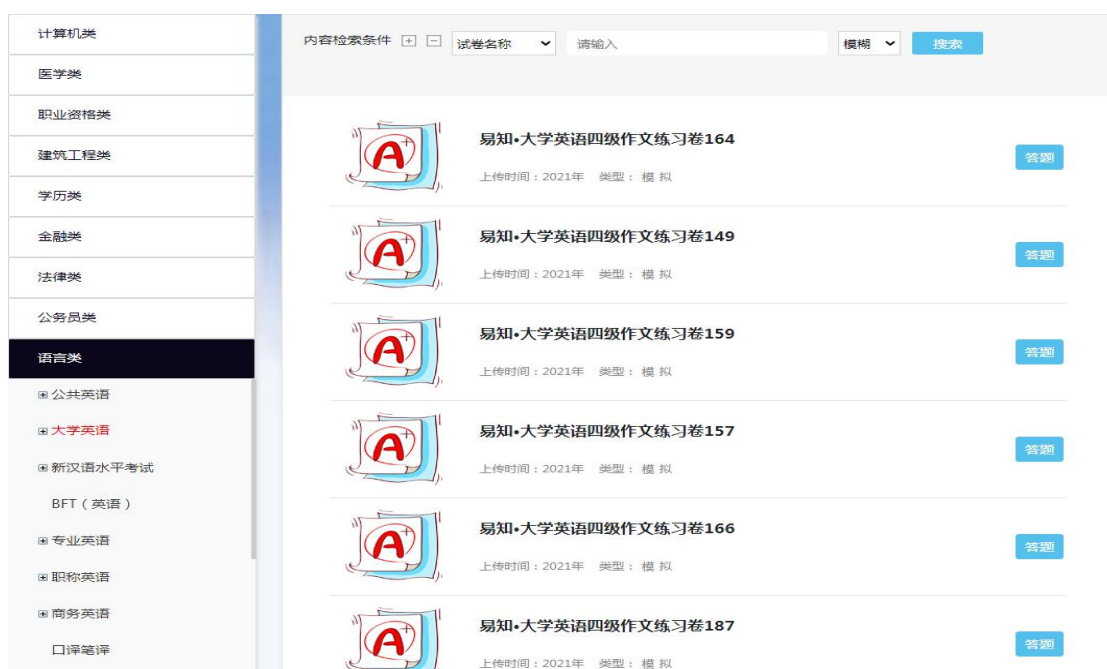 计算机类
医学类
职业资格类
建筑工程类
学历类
金融类
法律类
公务员类
语言类
公共英语
大学英语
新汉语水平考试
BFT（英语）
专业英语
职称英语
商务英语
口译笔译
内容检索条件 试卷名称 请输入 模糊 搜索
易知•大学英语四级作文练习卷164
上传时间：2021年 类型：模 拟
答题
易知•大学英语四级作文练习卷149
上传时间：2021年 类型：模 拟
答题
易知•大学英语四级作文练习卷159
上传时间：2021年 类型：模 拟
答题
易知•大学英语四级作文练习卷157
上传时间：2021年 类型：模 拟
答题
易知•大学英语四级作文练习卷166
上传时间：2021年 类型：模 拟
答题
易知•大学英语四级作文练习卷187
上传时间：2021年 类型：模 拟
答题
A+
A+
A+
A+
A+
A+